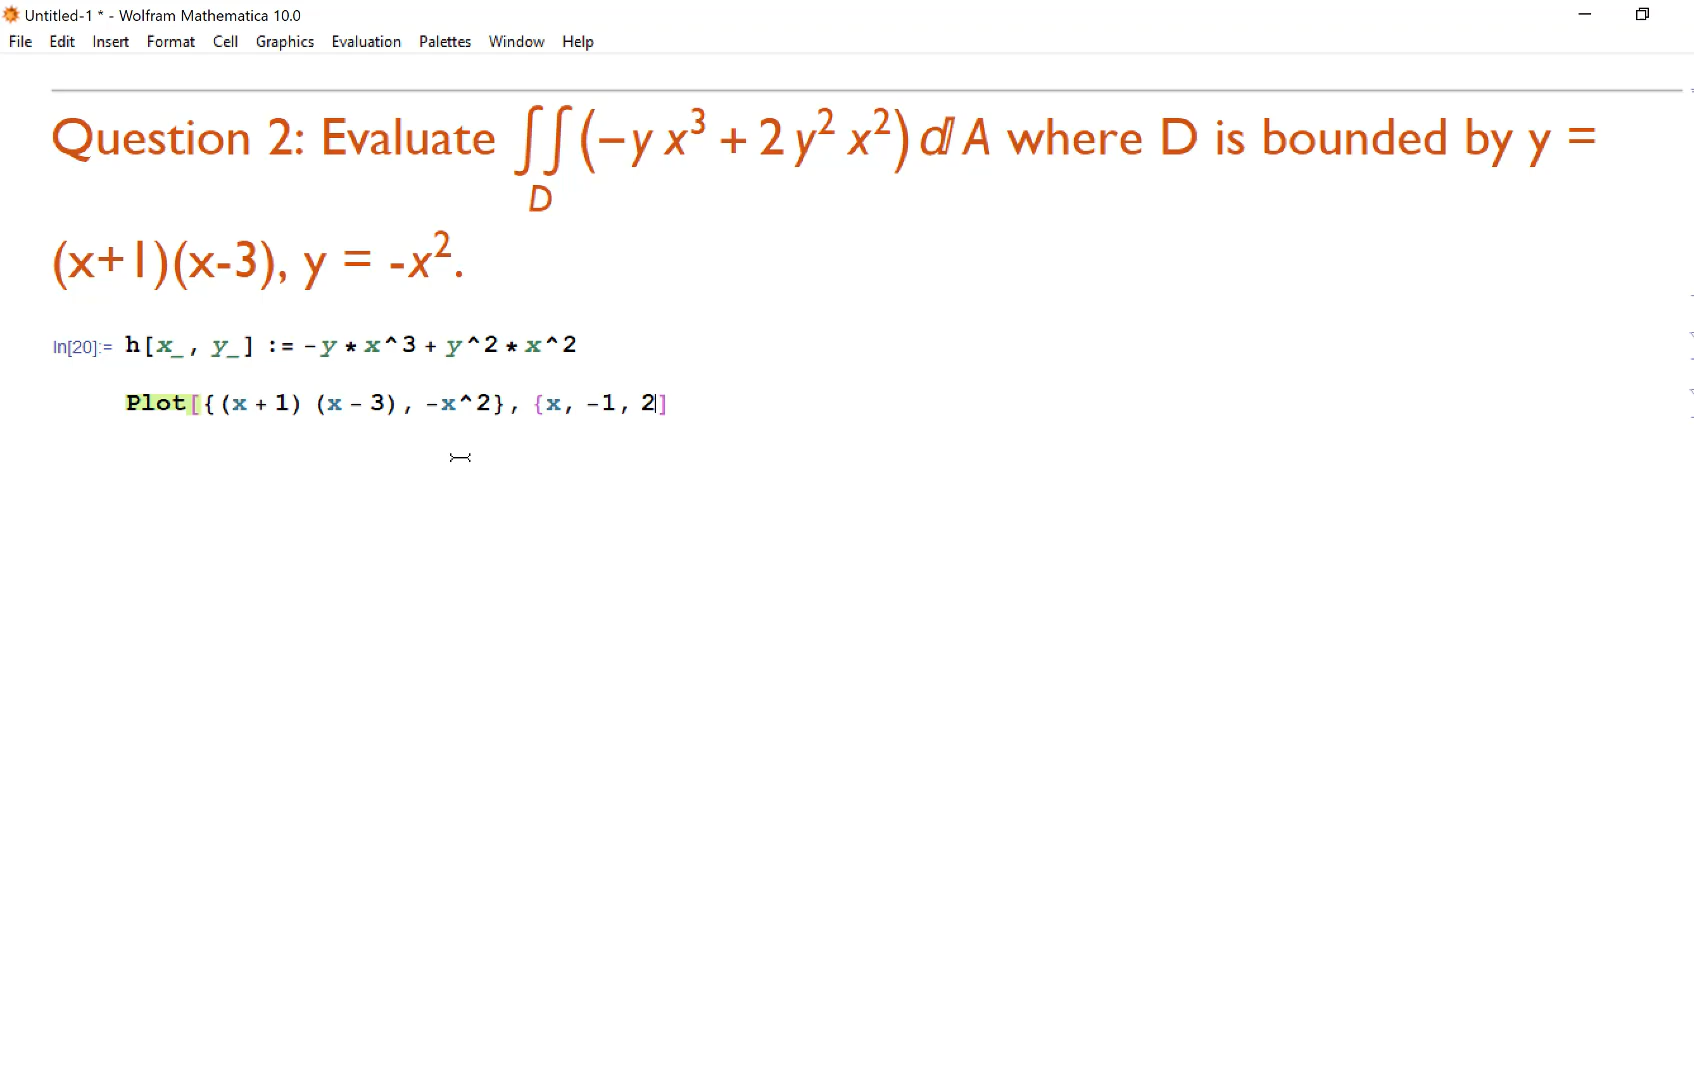 Untitled-1 * - Wolfram Mathematica 10.0
File Edit Insert Format Cell Graphics Evaluation Palettes Window Help
Question 2: Evaluate ∬(−y x³ + 2 y² x²) ⅆA where D is bounded by y =
D
(x+1)(x-3), y = -x².
In[20]:= h[x_, y_] := -y * x^3 + y^2 * x^2
Plot[{(x + 1) (x - 3), -x^2}, {x, -1, 2]